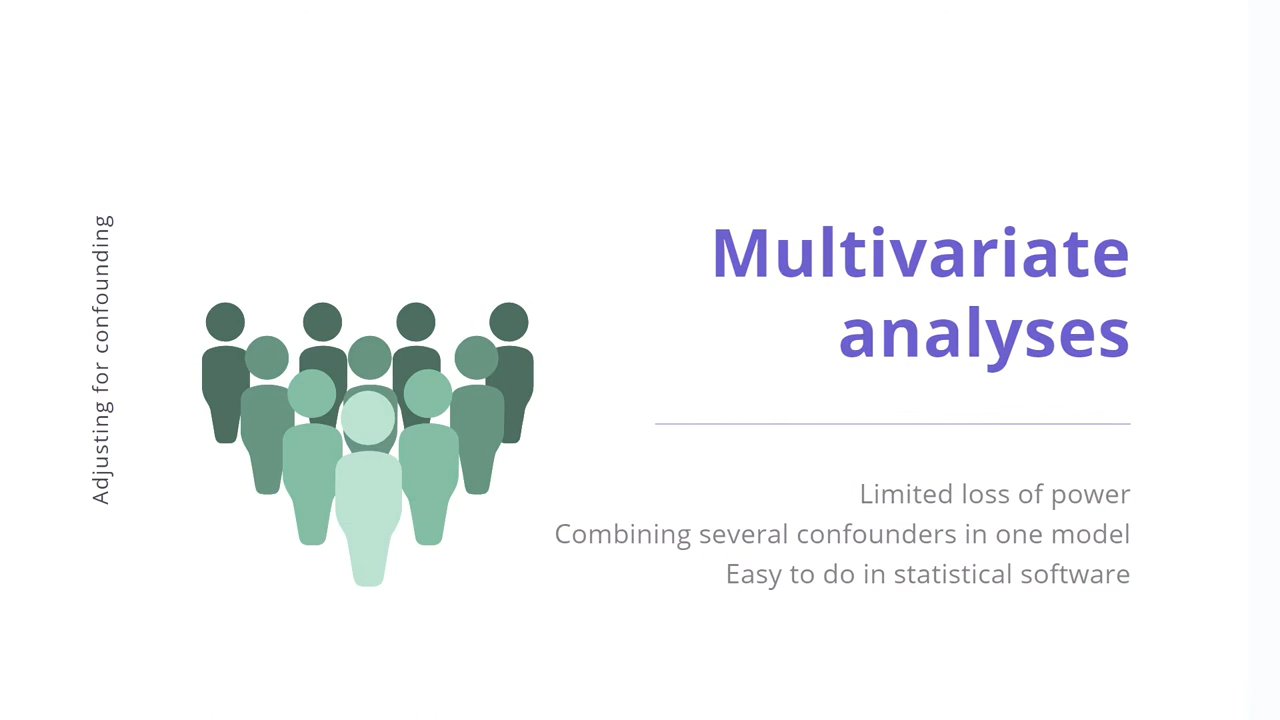 Adjusting for confounding
Multivariate
analyses
Limited loss of power
Combining several confounders in one model
Easy to do in statistical software